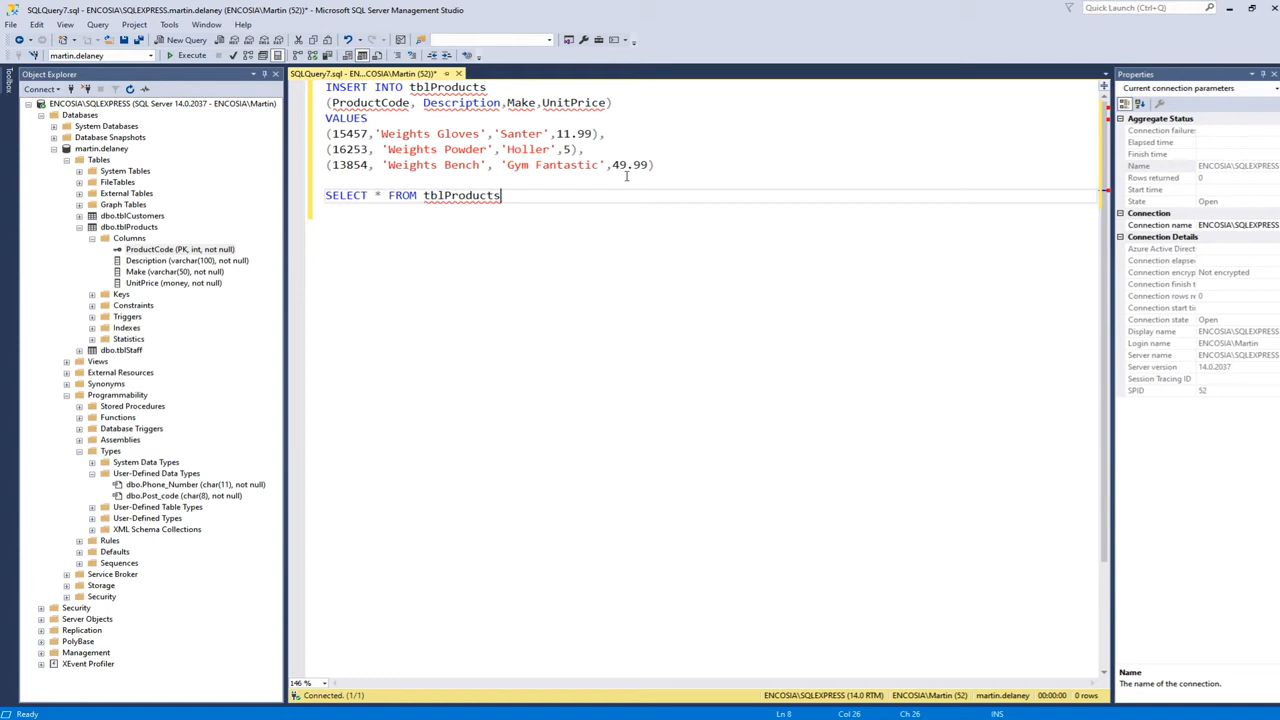 SQLQuery7.sql - ENCOSIA\SQLEXPRESS.martin.delaney (ENCOSIA\Martin (52))* - Microsoft SQL Server Management Studio
Quick Launch (Ctrl+Q)
File Edit View Query Project Tools Window Help
New Query
martin.delaney
Execute
Toolbox
Object Explorer
Connect
ENCOSIA\SQLEXPRESS (SQL Server 14.0.2037 - ENCOSIA\Martin)
Databases
System Databases
Database Snapshots
martin.delaney
Tables
System Tables
FileTables
External Tables
Graph Tables
dbo.tblCustomers
dbo.tblProducts
Columns
ProductCode (PK, int, not null)
Description (varchar(100), not null)
Make (varchar(50), not null)
UnitPrice (money, not null)
Keys
Constraints
Triggers
Indexes
Statistics
dbo.tblStaff
Views
External Resources
Synonyms
Programmability
Stored Procedures
Functions
Database Triggers
Assemblies
Types
System Data Types
User-Defined Data Types
dbo.Phone_Number (char(11), not null)
dbo.Post_code (char(8), not null)
User-Defined Table Types
User-Defined Types
XML Schema Collections
Rules
Defaults
Sequences
Service Broker
Storage
Security
Security
Server Objects
Replication
PolyBase
Management
XEvent Profiler
SQLQuery7.sql - EN...COSIA\Martin (52))*
INSERT INTO tblProducts
(ProductCode, Description,Make,UnitPrice)
VALUES
(15457,'Weights Gloves','Santer',11.99),
(16253, 'Weights Powder','Holler',5),
(13854, 'Weights Bench', 'Gym Fantastic',49.99)
SELECT * FROM tblProducts
146 %
Connected. (1/1)
ENCOSIA\SQLEXPRESS (14.0 RTM) ENCOSIA\Martin (52) martin.delaney 00:00:00 0 rows
Properties
Current connection parameters
Aggregate Status
Connection failure
Elapsed time
Finish time
Name ENCOSIA\SQLEXPRESS
Rows returned 0
Start time
State Open
Connection
Connection name ENCOSIA\SQLEXPRESS
Connection Details
Azure Active Direct
Connection elapse
Connection encryp Not encrypted
Connection finish t
Connection rows re 0
Connection start tir
Connection state Open
Display name ENCOSIA\SQLEXPRESS
Login name ENCOSIA\Martin
Server name ENCOSIA\SQLEXPRESS
Server version 14.0.2037
Session Tracing ID
SPID 52
Name
The name of the connection.
Ready Ln 8 Col 26 Ch 26 INS